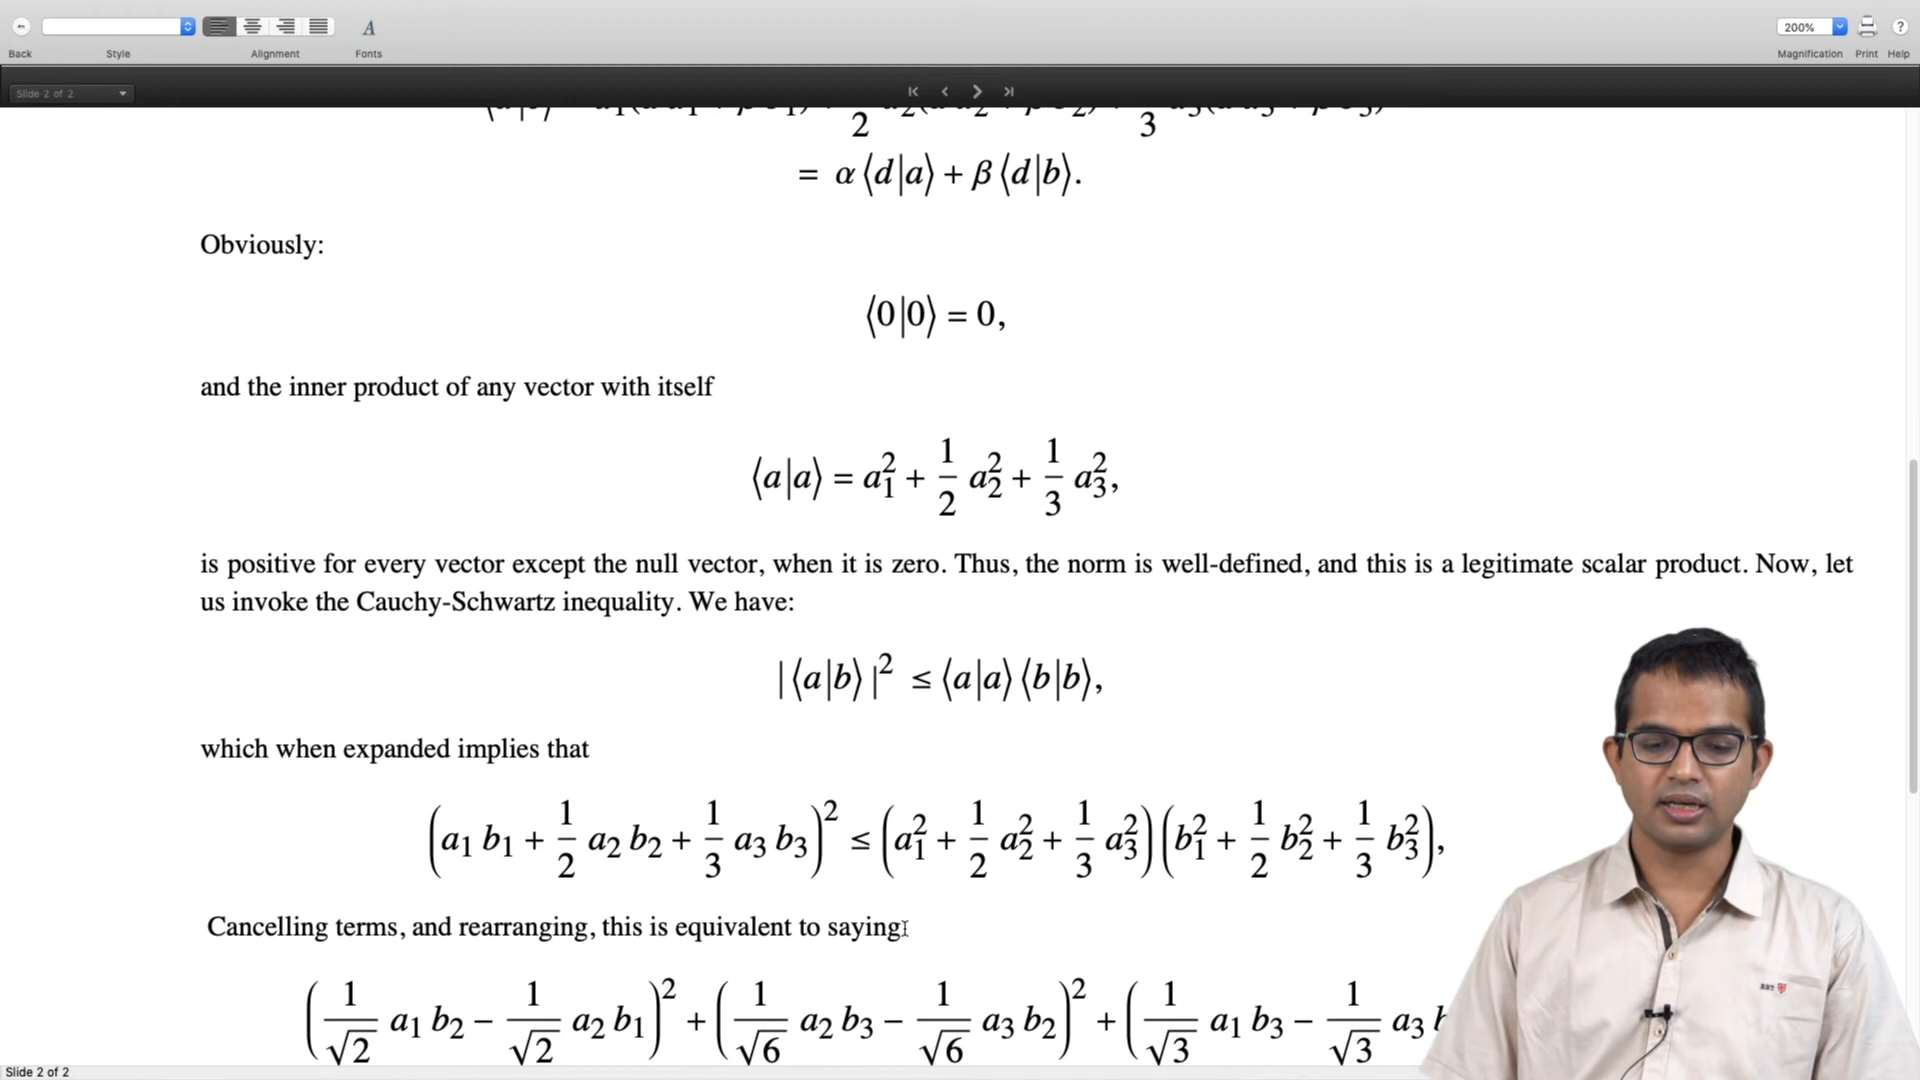 Back
Style
Alignment
A
Fonts
200%
Magnification
Print
?
Help
Slide 2 of 2
= α ⟨d|a⟩ + β ⟨d|b⟩.
Obviously:
⟨0|0⟩ = 0,
and the inner product of any vector with itself
⟨a|a⟩ = a₁² + 1/2 a₂² + 1/3 a₃²,
is positive for every vector except the null vector, when it is zero. Thus, the norm is well-defined, and this is a legitimate scalar product. Now, let
us invoke the Cauchy-Schwartz inequality. We have:
|⟨a|b⟩|² ≤ ⟨a|a⟩ ⟨b|b⟩,
which when expanded implies that
(a₁ b₁ + 1/2 a₂ b₂ + 1/3 a₃ b₃)² ≤ (a₁² + 1/2 a₂² + 1/3 a₃²)(b₁² + 1/2 b₂² + 1/3 b₃²),
Cancelling terms, and rearranging, this is equivalent to saying:
(1/√2 a₁ b₂ − 1/√2 a₂ b₁)² + (1/√6 a₂ b₃ − 1/√6 a₃ b₂)² + (1/√3 a₁ b₃ − 1/√3 a₃ b
Slide 2 of 2